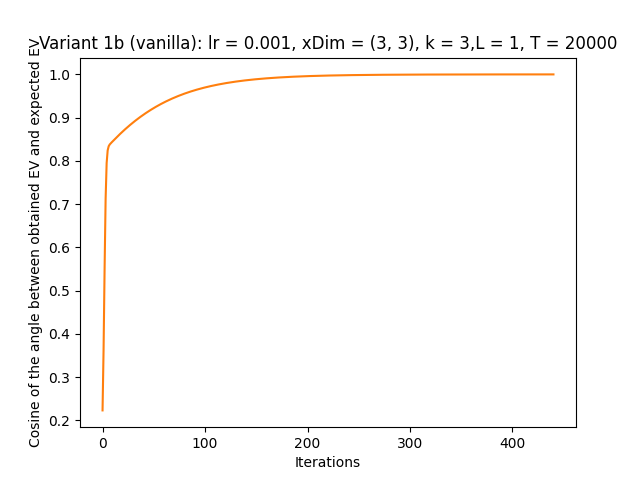 Variant 1b (vanilla): lr = 0.001, xDim = (3, 3), k = 3,L = 1, T = 20000
Cosine of the angle between obtained EV and expected EV
1.0
0.9
0.8
0.7
0.6
0.5
0.4
0.3
0.2
0 100 200 300 400
Iterations